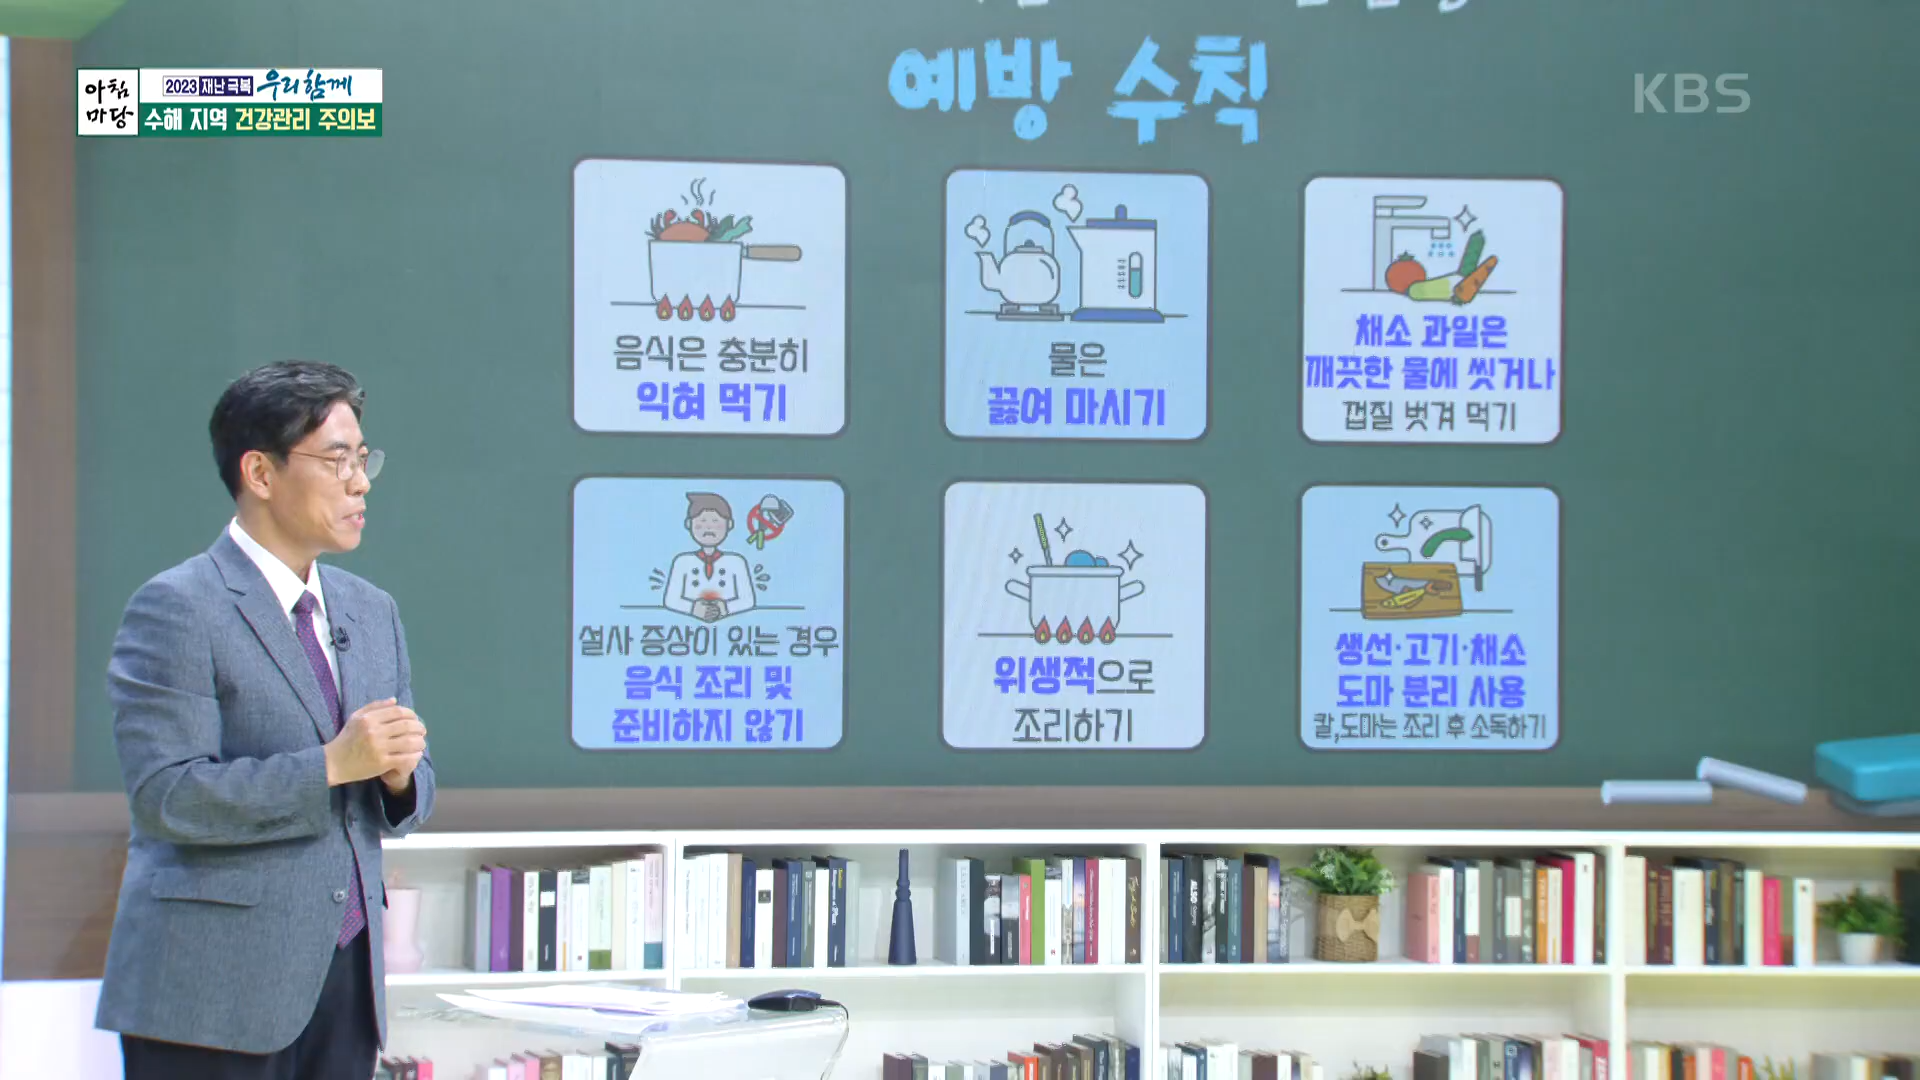 아침
마당
2023 재난 극복 우리 함께
수해 지역 건강관리 주의보
KBS
예방 수칙
음식은 충분히
익혀 먹기
물은
끓여 마시기
채소 과일은
깨끗한 물에 씻거나
껍질 벗겨 먹기
설사 증상이 있는 경우
음식 조리 및
준비하지 않기
위생적으로
조리하기
생선·고기·채소
도마 분리 사용
칼,도마는 조리 후 소독하기